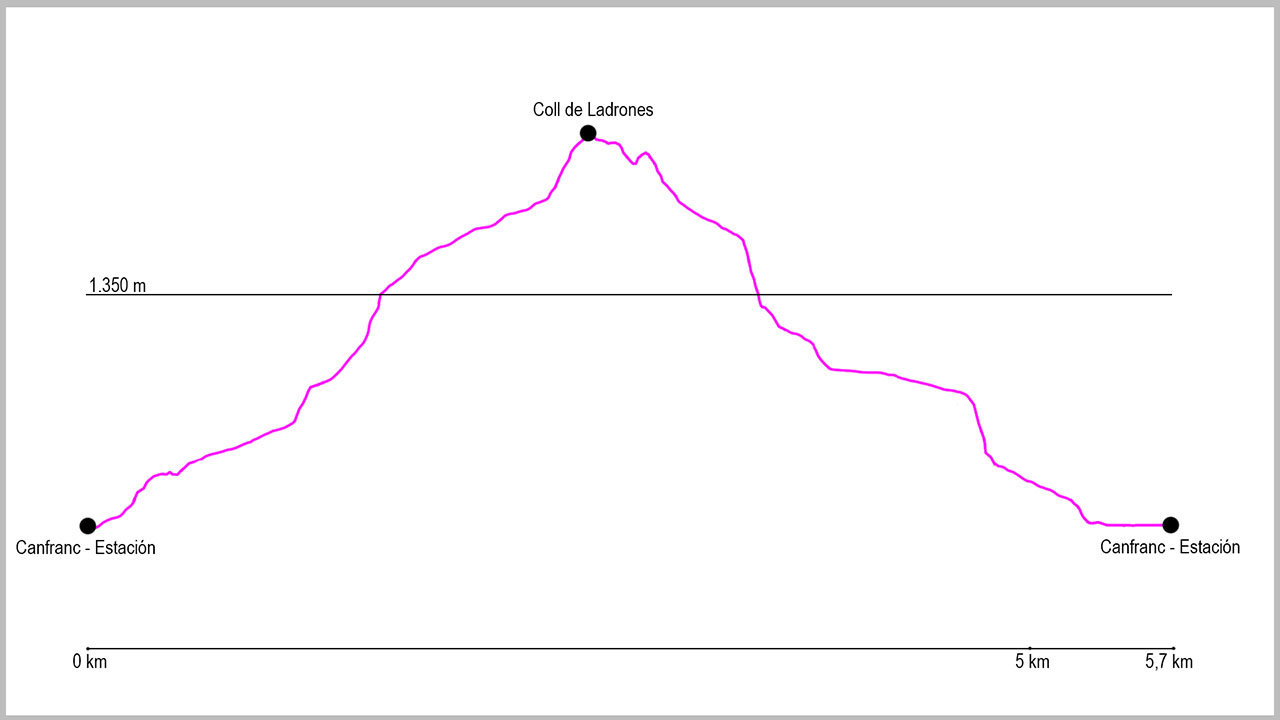 Coll de Ladrones
1.350 m
Canfranc - Estación
Canfranc - Estación
0 km
5 km
5,7 km